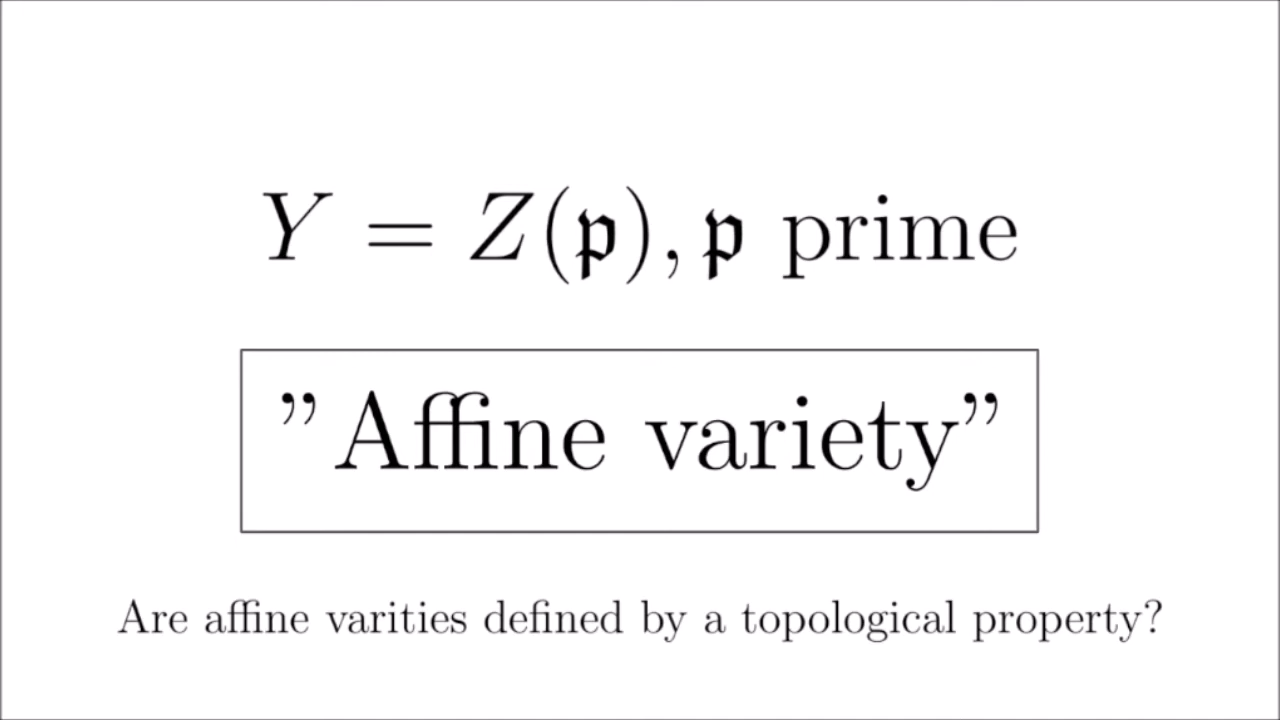 Y = Z(𝔭), 𝔭 prime
"Affine variety"
Are affine varities defined by a topological property?